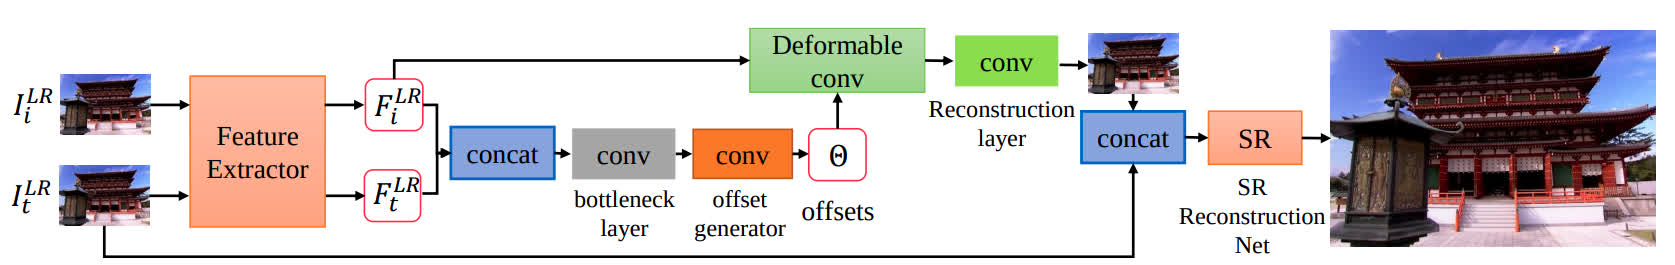 I_i^{LR}
I_t^{LR}
Feature
Extractor
F_i^{LR}
F_t^{LR}
concat
conv
bottleneck
layer
conv
offset
generator
Θ
offsets
Deformable
conv
conv
Reconstruction
layer
concat
SR
SR
Reconstruction
Net